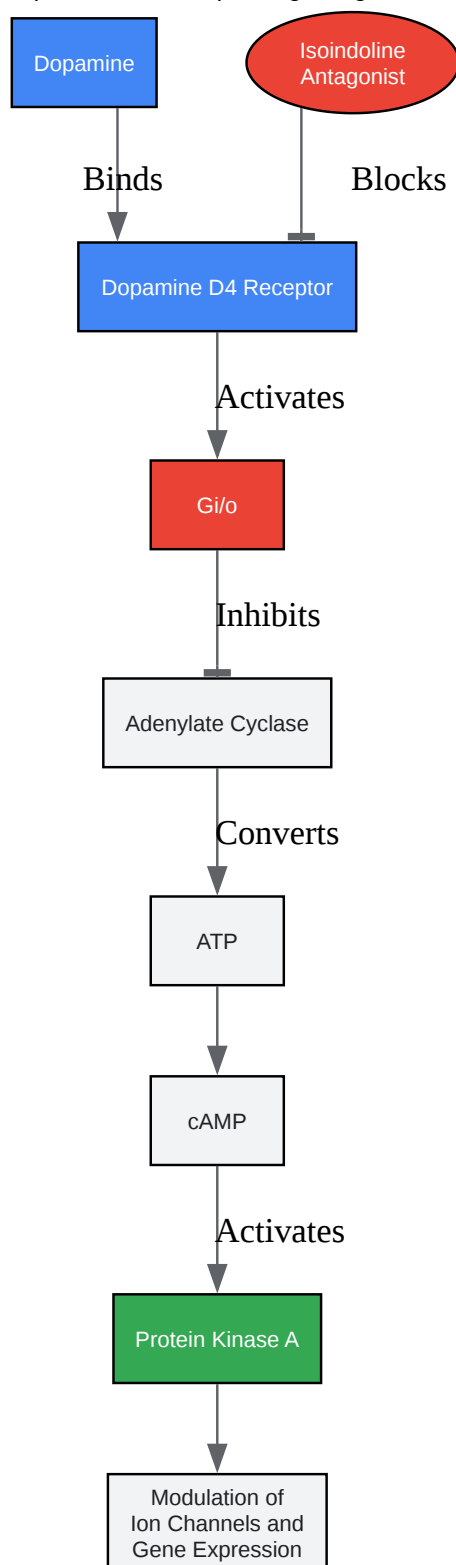 Dopamine
Isoindoline
Antagonist
Binds
Blocks
Dopamine D4 Receptor
Activates
Gi/o
Inhibits
Adenylate Cyclase
Converts
ATP
cAMP
Activates
Protein Kinase A
Modulation of
Ion Channels and
Gene Expression